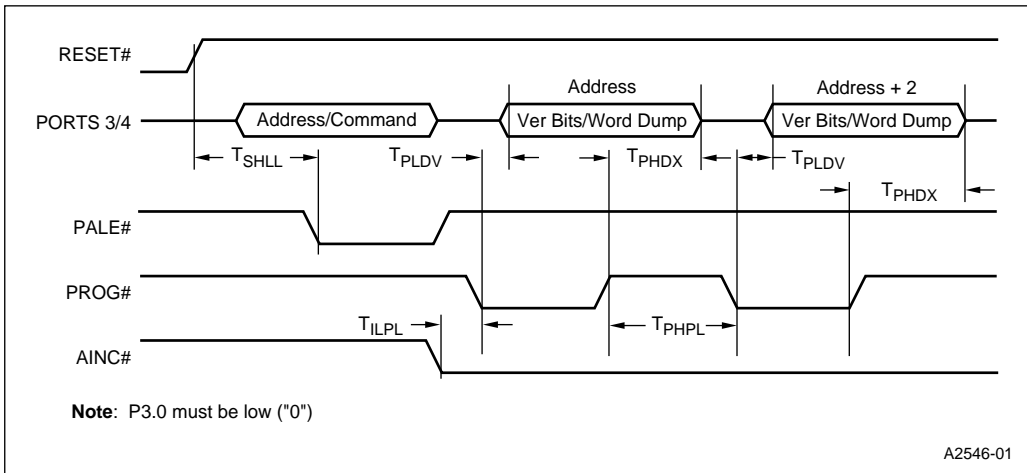 RESET#
Address
Address + 2
PORTS 3/4
Address/Command
Ver Bits/Word Dump
Ver Bits/Word Dump
TSHLL
TPLDV
TPHDX
TPLDV
TPHDX
PALE#
PROG#
TILPL
TPHPL
AINC#
Note: P3.0 must be low ("0")
A2546-01